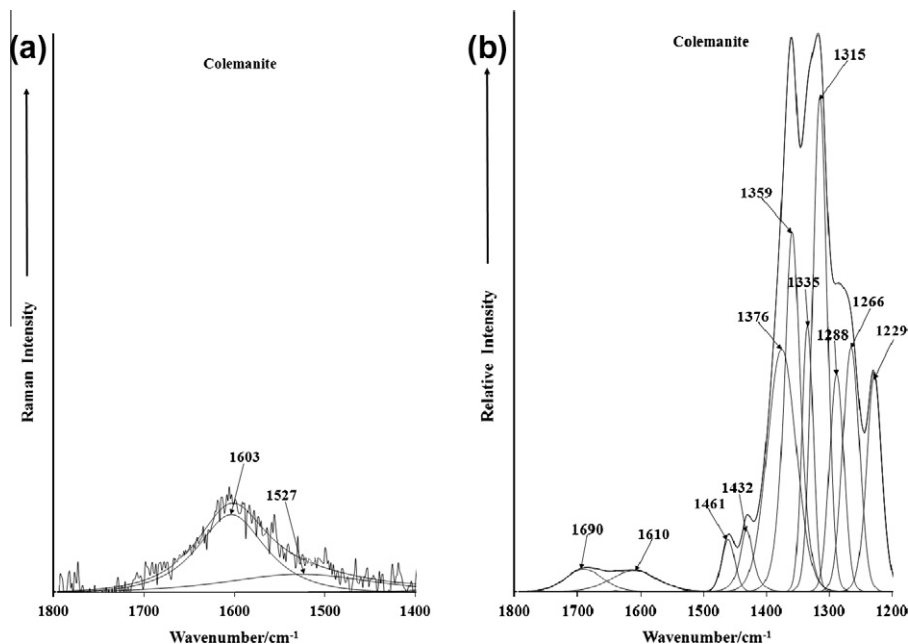 (a)
Colemanite
Raman Intensity
1603
1527
1800 1700 1600 1500 1400
Wavenumber/cm-1
(b)
Colemanite
Relative Intensity
1315
1359
1335
1376
1288
1266
1229
1461
1432
1690
1610
1800 1700 1600 1500 1400 1300 1200
Wavenumber/cm-1